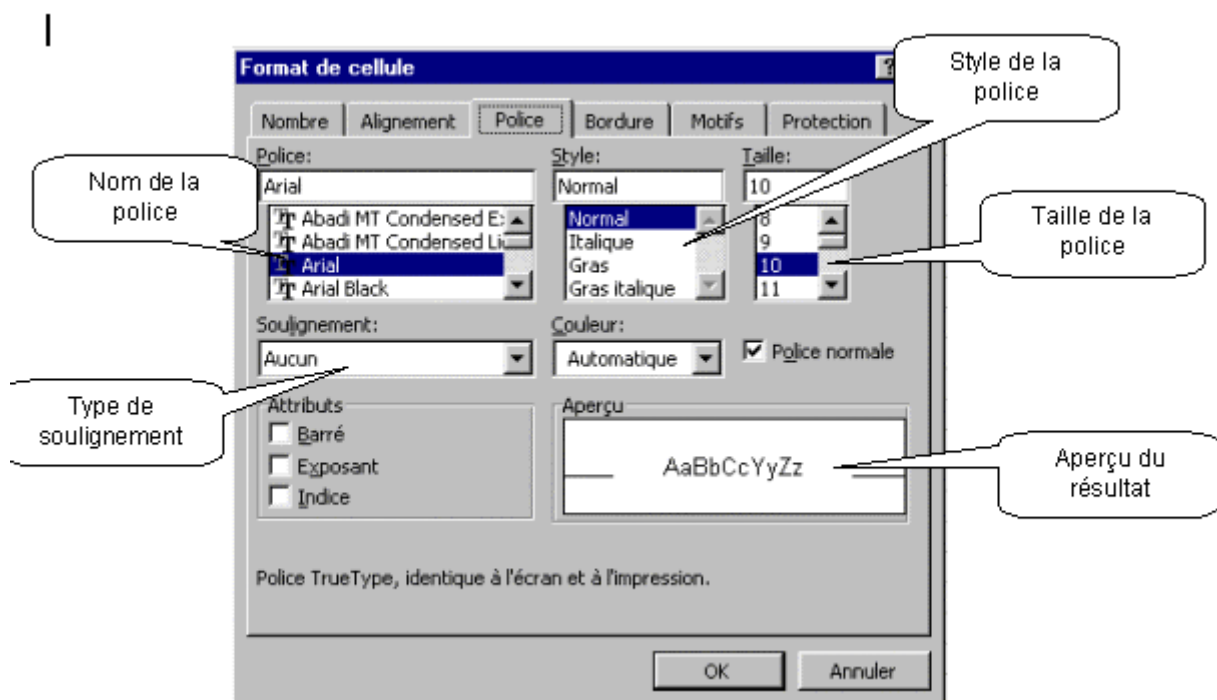 Format de cellule
?
Style de la
police
Nombre
Alignement
Police
Bordure
Motifs
Protection
Police:
Style:
Taille:
Nom de la
police
Arial
Normal
10
Abadi MT Condensed E
Abadi MT Condensed Li
Arial
Arial Black
Normal
Italique
Gras
Gras italique
8
9
10
11
Taille de la
police
Soulignement:
Couleur:
Aucun
Automatique
Police normale
Type de
soulignement
Attributs
Barré
Exposant
Indice
Aperçu
AaBbCcYyZz
Aperçu du
résultat
Police TrueType, identique à l'écran et à l'impression.
OK
Annuler